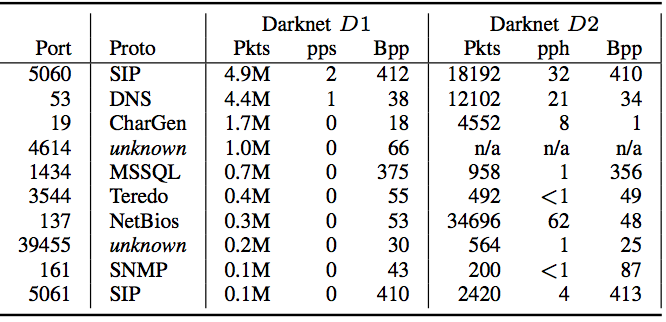 Darknet D1 Darknet D2
Port Proto Pkts pps Bpp Pkts pph Bpp
5060 SIP 4.9M 2 412 18192 32 410
53 DNS 4.4M 1 38 12102 21 34
19 CharGen 1.7M 0 18 4552 8 1
4614 unknown 1.0M 0 66 n/a n/a n/a
1434 MSSQL 0.7M 0 375 958 1 356
3544 Teredo 0.4M 0 55 492 <1 49
137 NetBios 0.3M 0 53 34696 62 48
39455 unknown 0.2M 0 30 564 1 25
161 SNMP 0.1M 0 43 200 <1 87
5061 SIP 0.1M 0 410 2420 4 413